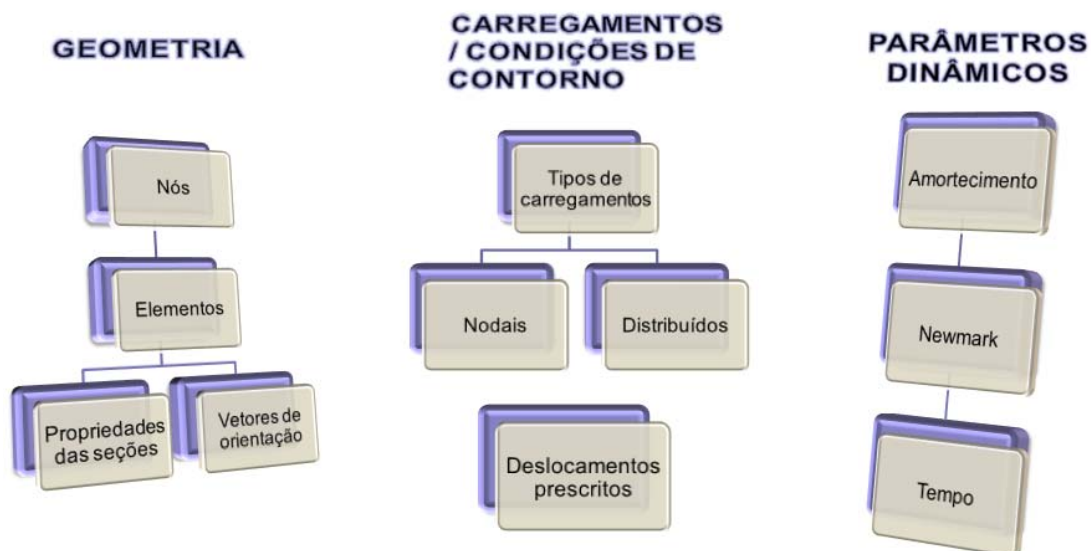 GEOMETRIA
Nós
Elementos
Propriedades
das seções
Vetores de
orientação
CARREGAMENTOS
/ CONDIÇÕES DE
CONTORNO
Tipos de
carregamentos
Nodais
Distribuídos
Deslocamentos
prescritos
PARÂMETROS
DINÂMICOS
Amortecimento
Newmark
Tempo